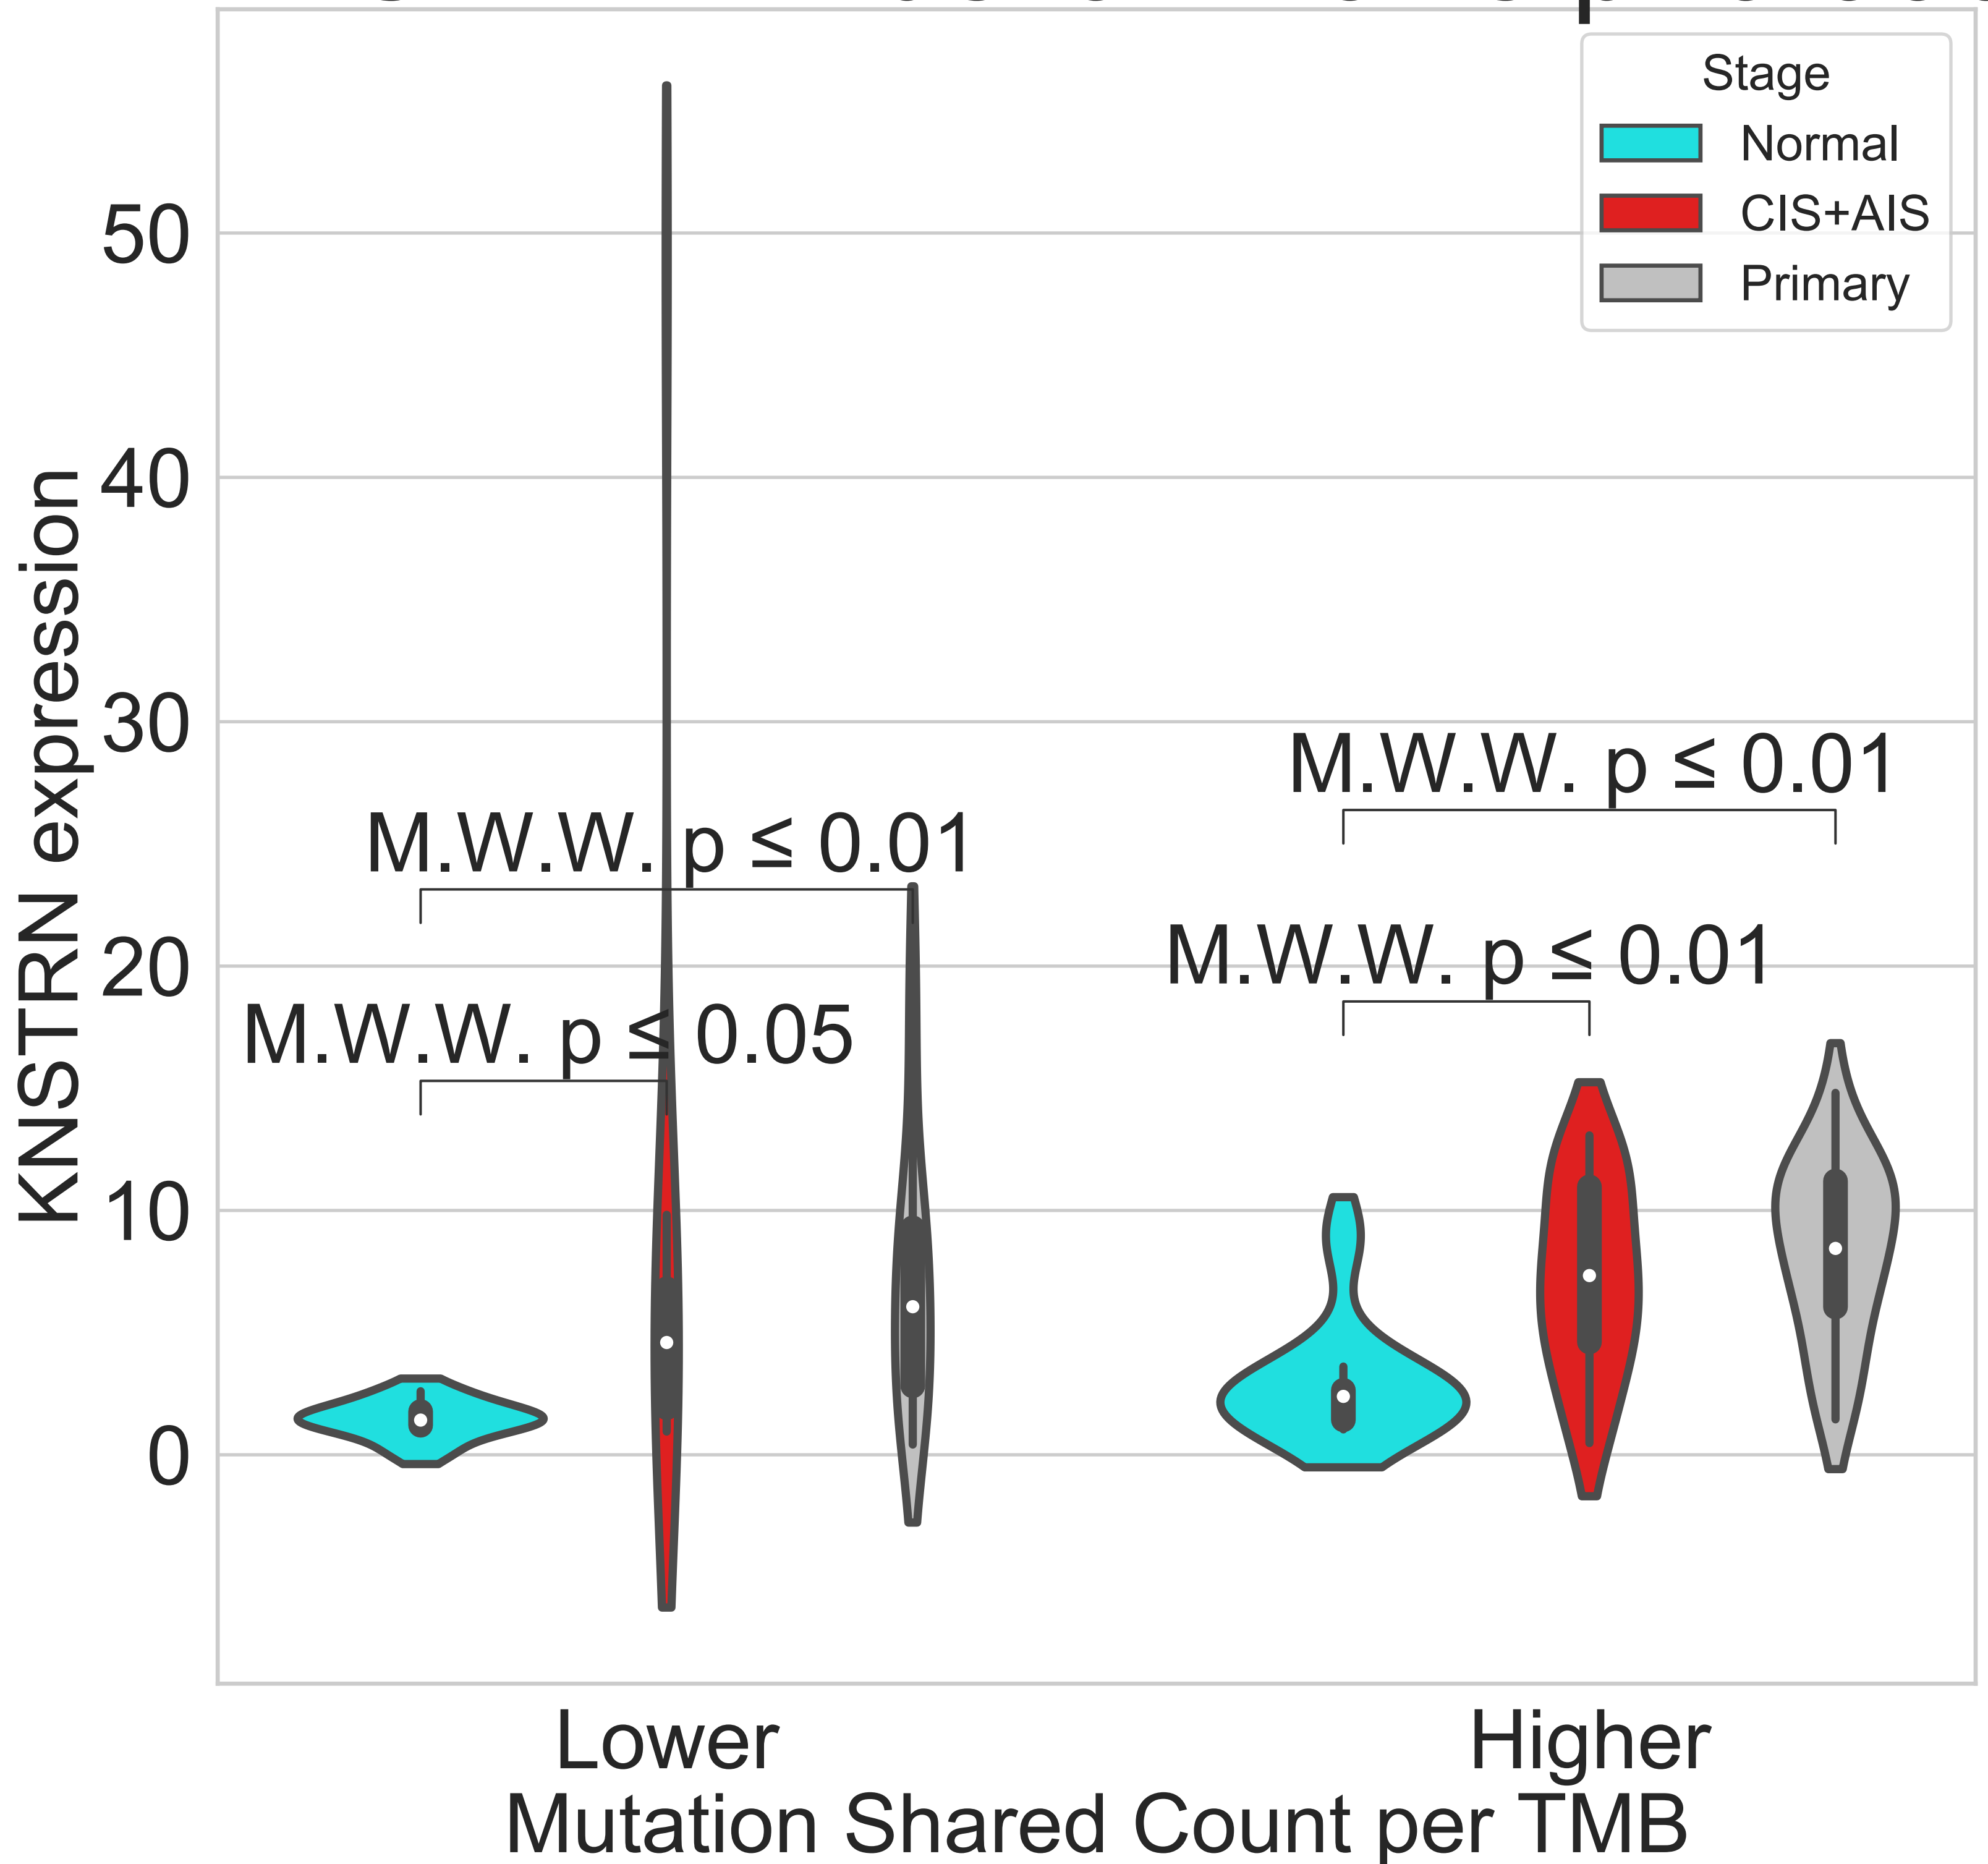 Stage
Normal
CIS+AIS
Primary
KNSTRN expression
50
40
30
20
10
0
M.W.W. p ≤ 0.01
M.W.W. p ≤ 0.01
M.W.W. p ≤ 0.01
M.W.W. p ≤ 0.05
Lower
Higher
Mutation Shared Count per TMB